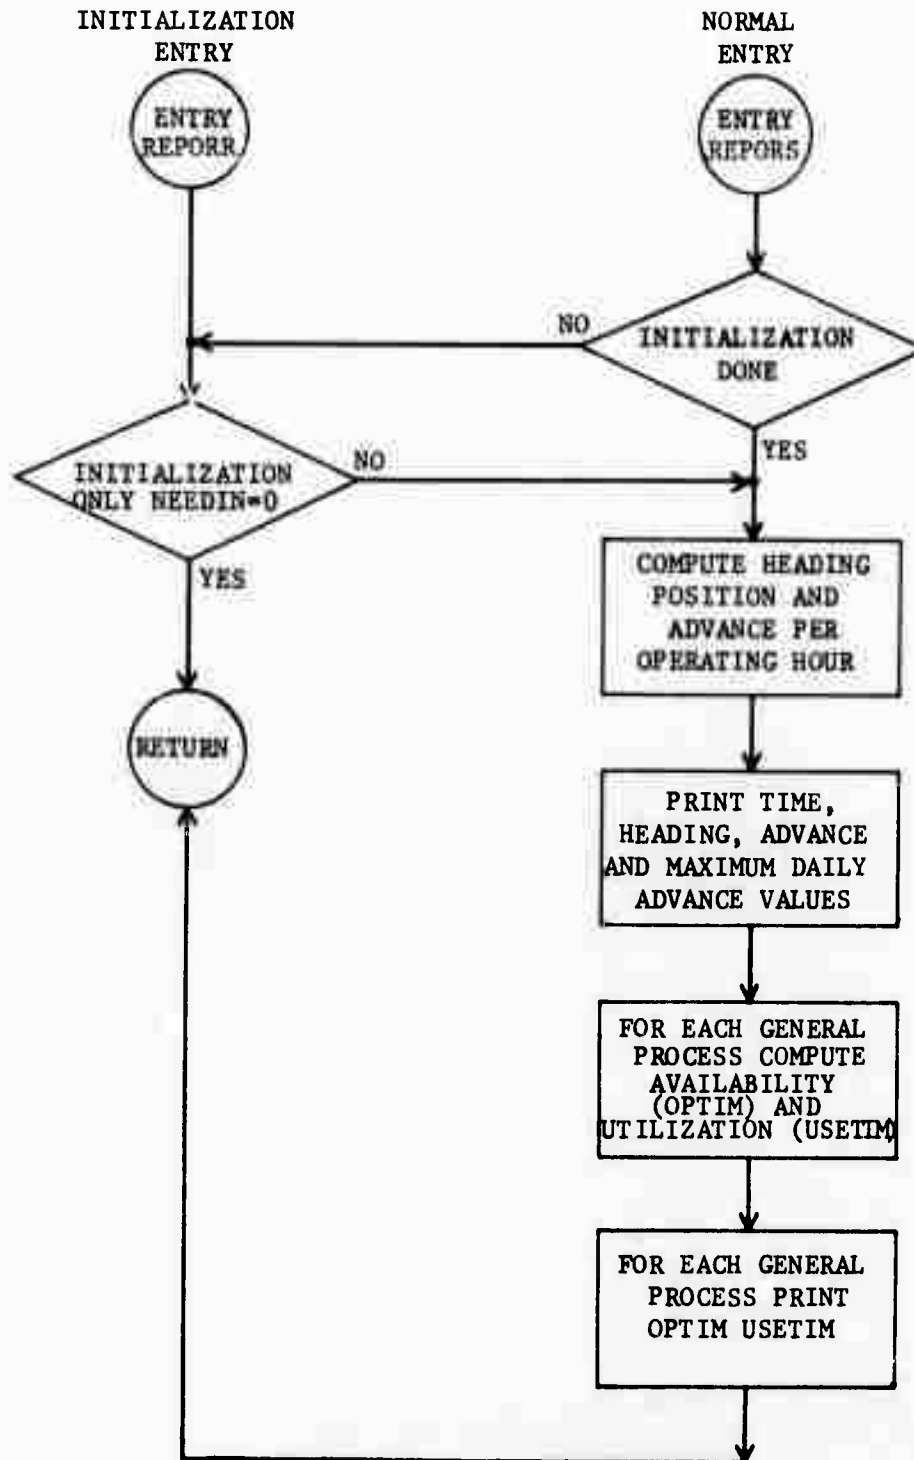 INITIALIZATION
ENTRY
NORMAL
ENTRY
ENTRY
REPORR
ENTRY
REPORS
NO
INITIALIZATION
DONE
YES
INITIALIZATION
ONLY NEEDIN=0
NO
YES
COMPUTE HEADING
POSITION AND
ADVANCE PER
OPERATING HOUR
RETURN
PRINT TIME,
HEADING, ADVANCE
AND MAXIMUM DAILY
ADVANCE VALUES
FOR EACH GENERAL
PROCESS COMPUTE
AVAILABILITY
(OPTIM) AND
UTILIZATION (USETIM)
FOR EACH GENERAL
PROCESS PRINT
OPTIM USETIM